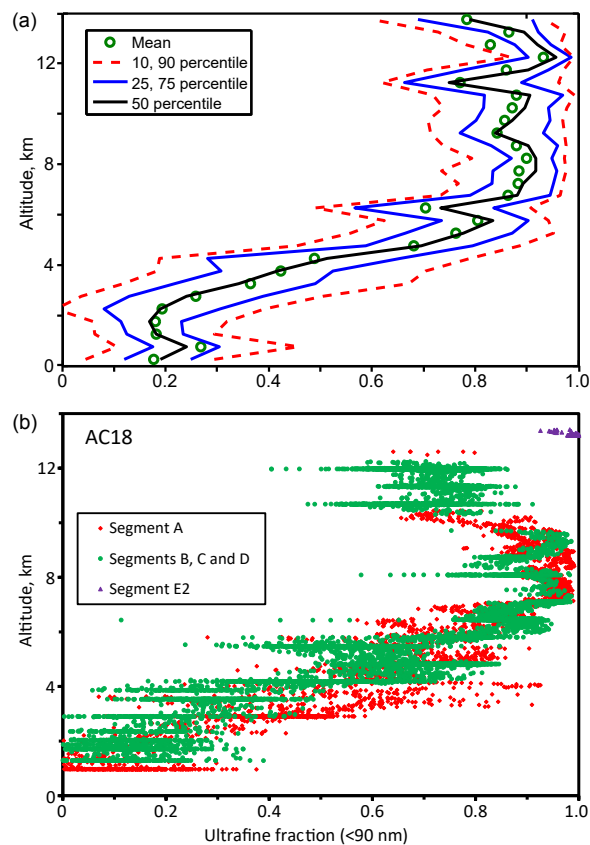 (a)
Mean
10, 90 percentile
25, 75 percentile
50 percentile
Altitude, km
12
8
4
0
0
0.2
0.4
0.6
0.8
1.0
(b)
AC18
Segment A
Segments B, C and D
Segment E2
Altitude, km
12
8
4
0
0
0.2
0.4
0.6
0.8
1.0
Ultrafine fraction (<90 nm)